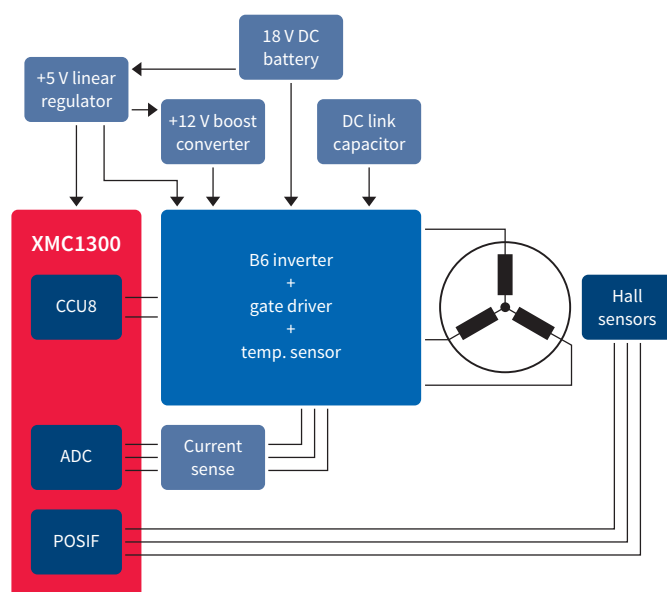 18 V DC
battery
+5 V linear
regulator
+12 V boost
converter
DC link
capacitor
XMC1300
B6 inverter
+
gate driver
+
temp. sensor
CCU8
Hall
sensors
ADC
Current
sense
POSIF